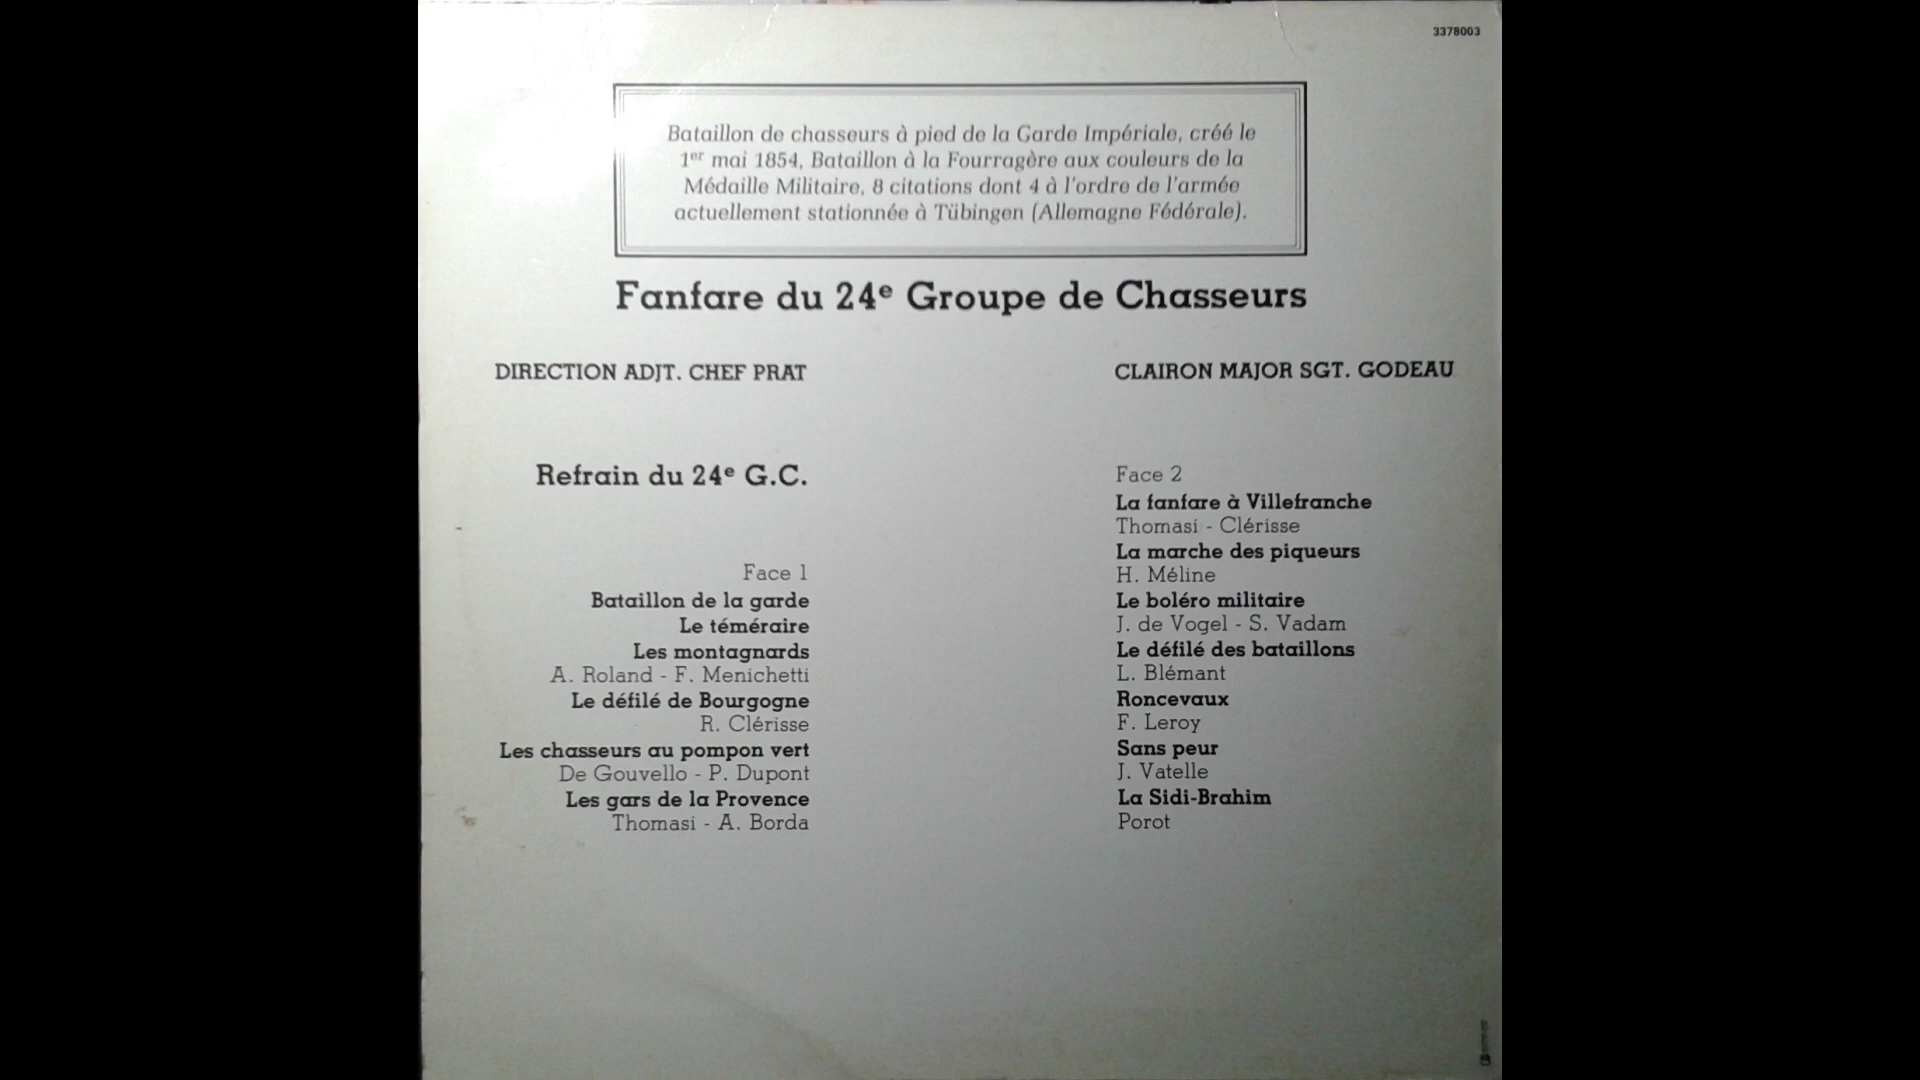 3378003
Bataillon de chasseurs à pied de la Garde Impériale, créé le
1er mai 1854, Bataillon à la Fourragère aux couleurs de la
Médaille Militaire, 8 citations dont 4 à l'ordre de l'armée
actuellement stationnée à Tübingen (Allemagne Fédérale).
Fanfare du 24e Groupe de Chasseurs
DIRECTION ADJT. CHEF PRAT
CLAIRON MAJOR SGT. GODEAU
Refrain du 24e G.C.
Face 1
Bataillon de la garde
Le téméraire
Les montagnards
A. Roland - F. Menichetti
Le défilé de Bourgogne
R. Clérisse
Les chasseurs au pompon vert
De Gouvello - P. Dupont
Les gars de la Provence
Thomasi - A. Borda
Face 2
La fanfare à Villefranche
Thomasi - Clérisse
La marche des piqueurs
H. Méline
Le boléro militaire
J. de Vogel - S. Vadam
Le défilé des bataillons
L. Blémant
Roncevaux
F. Leroy
Sans peur
J. Vatelle
La Sidi-Brahim
Porot